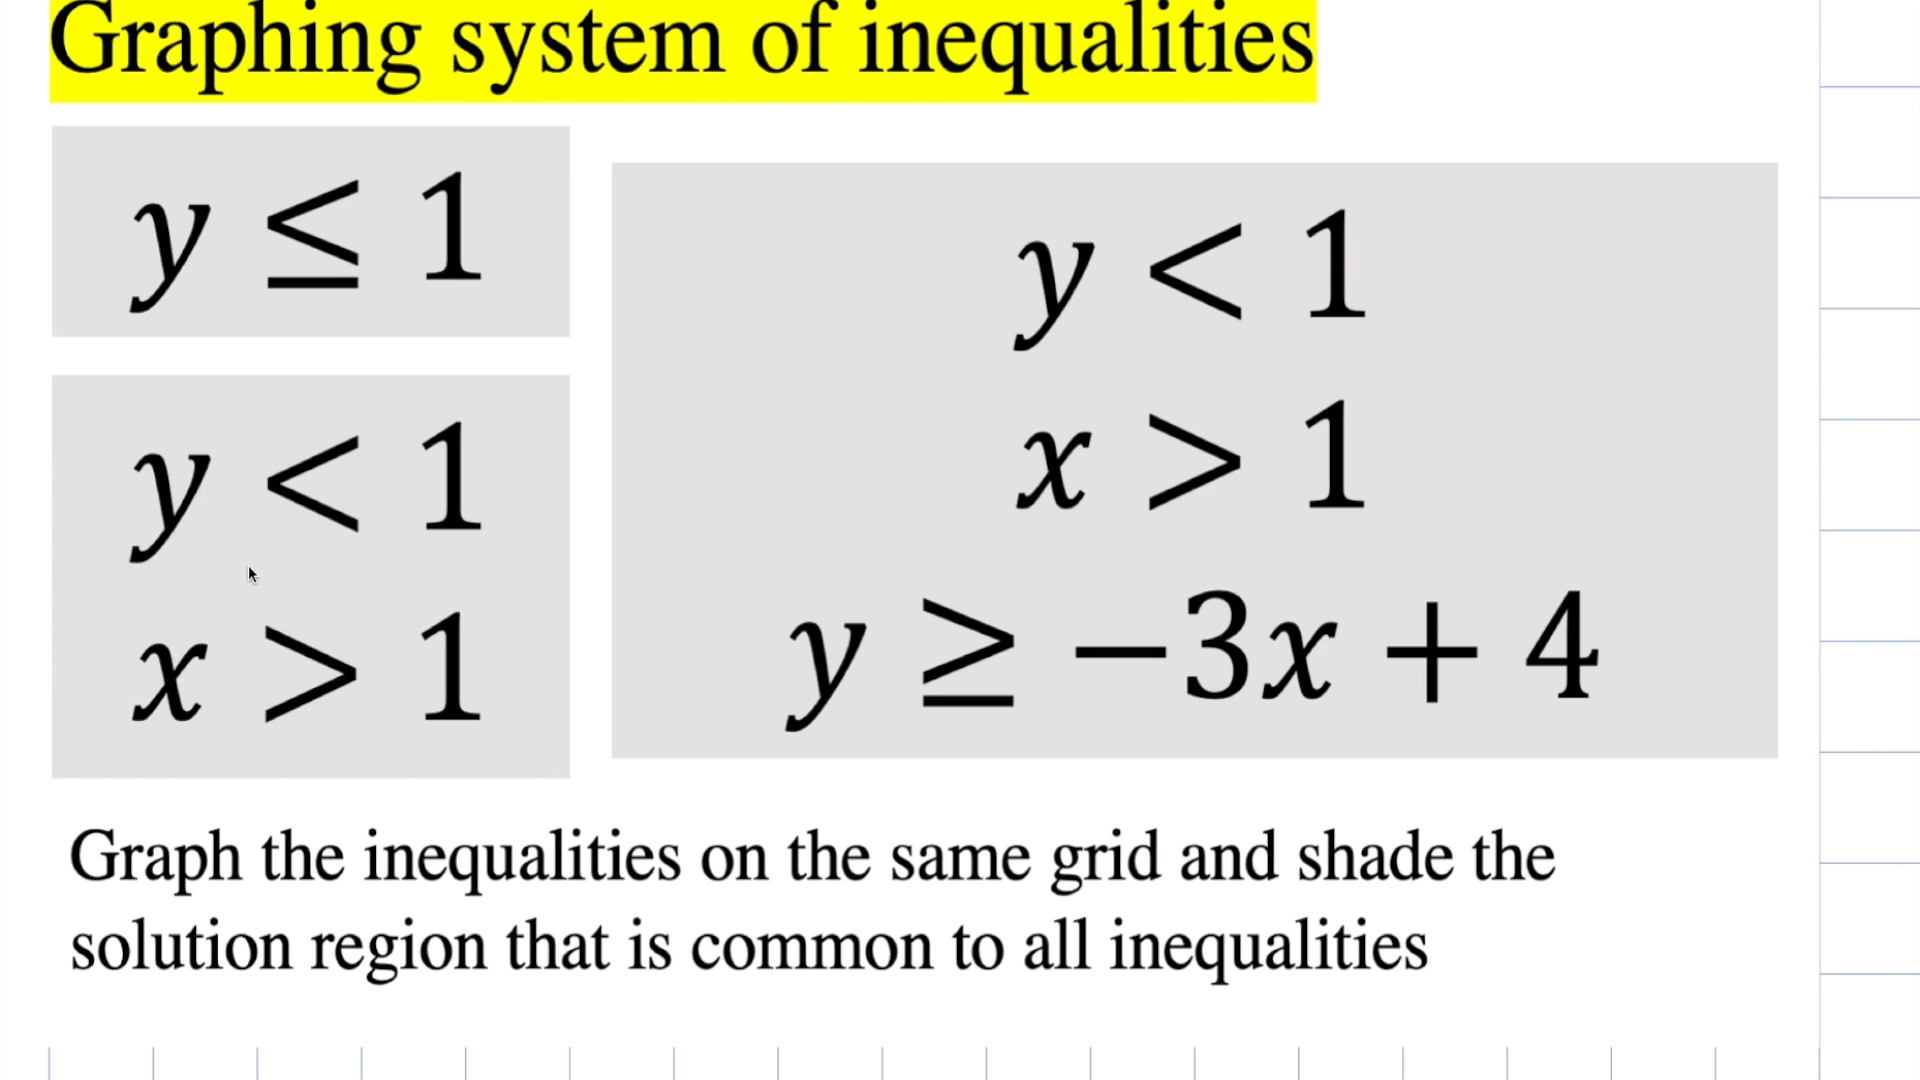 Graphing system of inequalities
y ≤ 1
y < 1
x > 1
y < 1
x > 1
y ≥ −3x + 4
Graph the inequalities on the same grid and shade the
solution region that is common to all inequalities